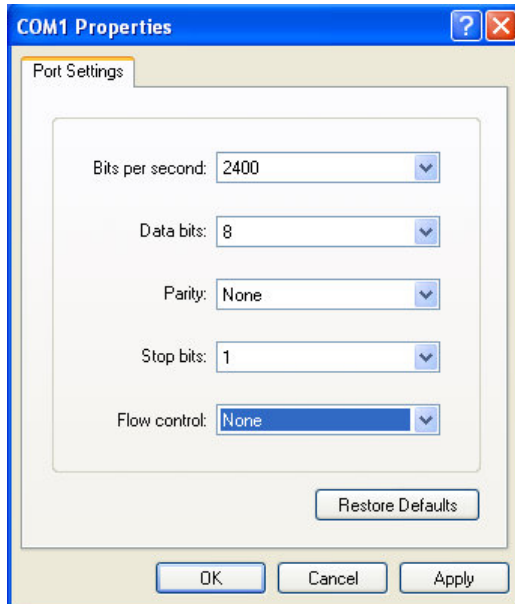 COM1 Properties
Port Settings
Bits per second: 2400
Data bits: 8
Parity: None
Stop bits: 1
Flow control: None
Restore Defaults
OK Cancel Apply